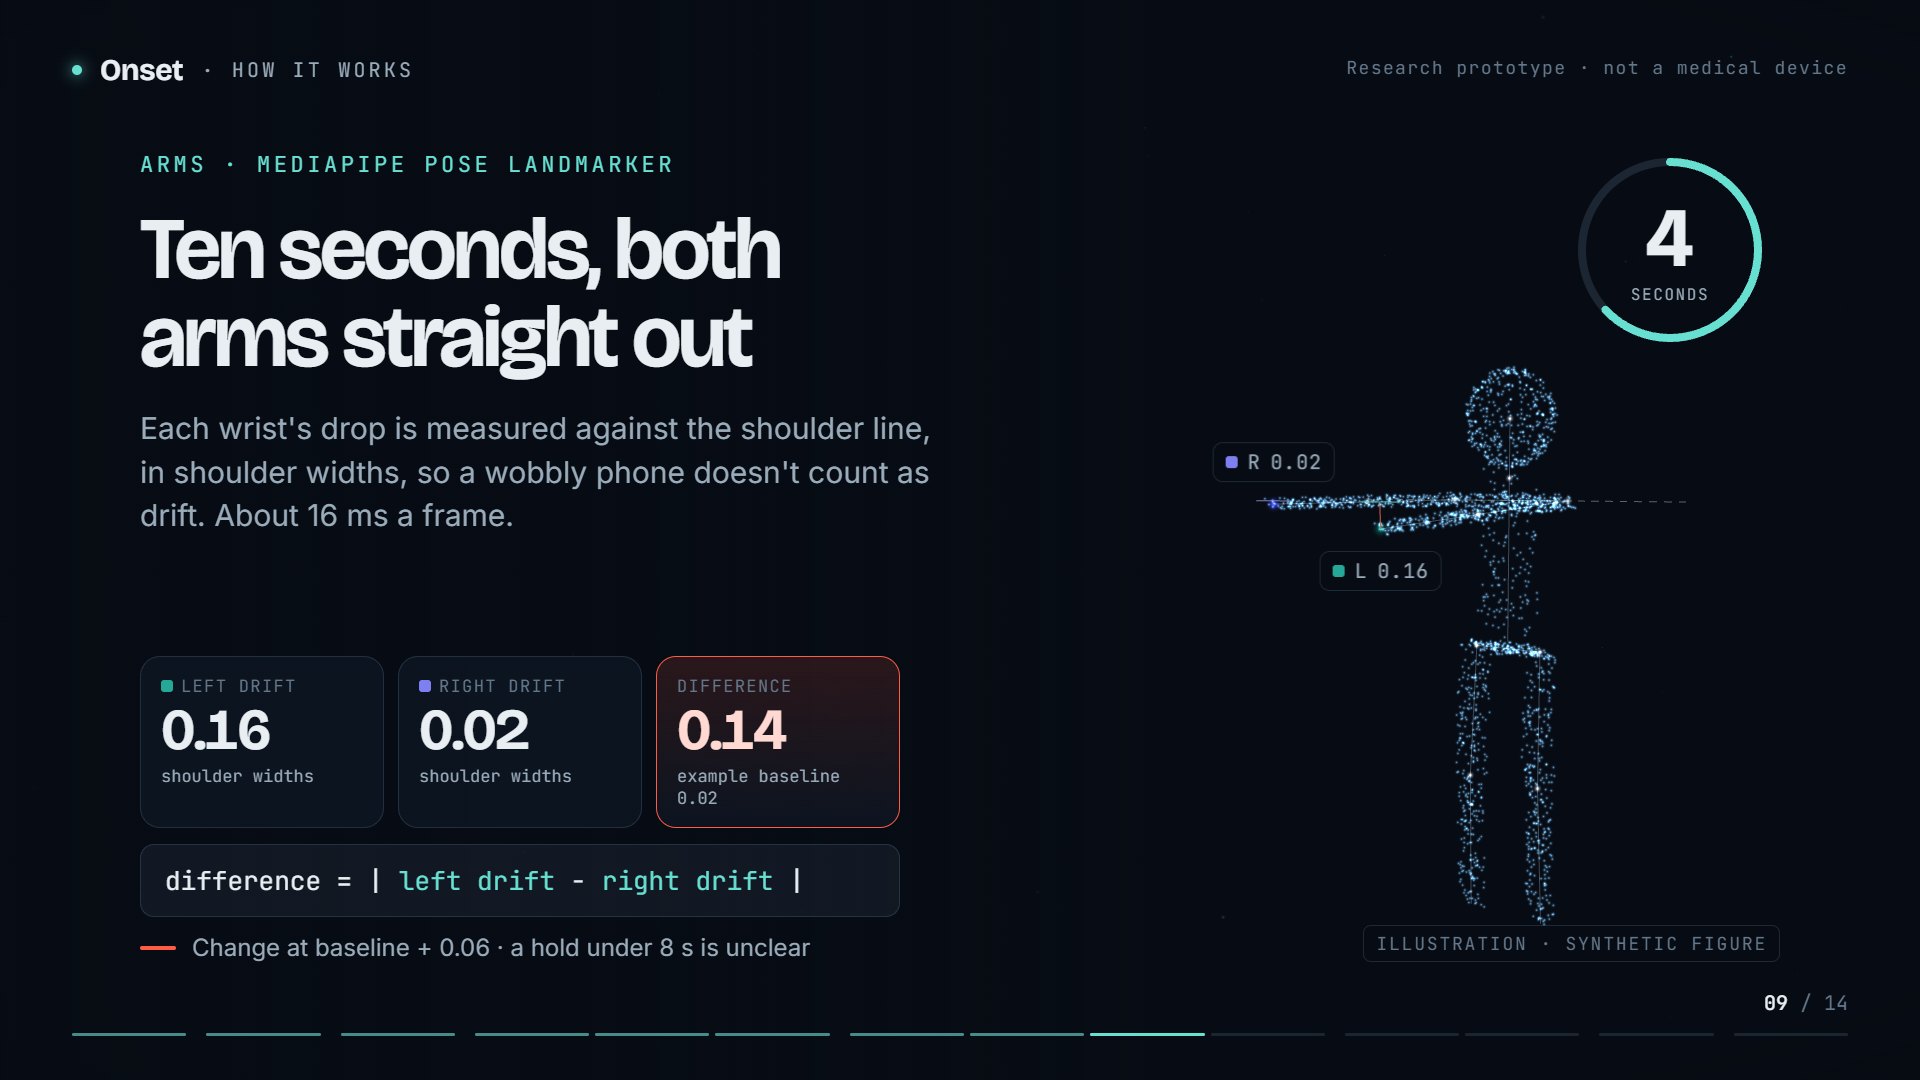 Onset · HOW IT WORKS
Research prototype · not a medical device
ARMS · MEDIAPIPE POSE LANDMARKER
Ten seconds, both
arms straight out
Each wrist's drop is measured against the shoulder line,
in shoulder widths, so a wobbly phone doesn't count as
drift. About 16 ms a frame.
4
SECONDS
R 0.02
L 0.16
LEFT DRIFT
0.16
shoulder widths
RIGHT DRIFT
0.02
shoulder widths
DIFFERENCE
0.14
example baseline
0.02
difference = | left drift - right drift |
Change at baseline + 0.06 · a hold under 8 s is unclear
ILLUSTRATION · SYNTHETIC FIGURE
09 / 14